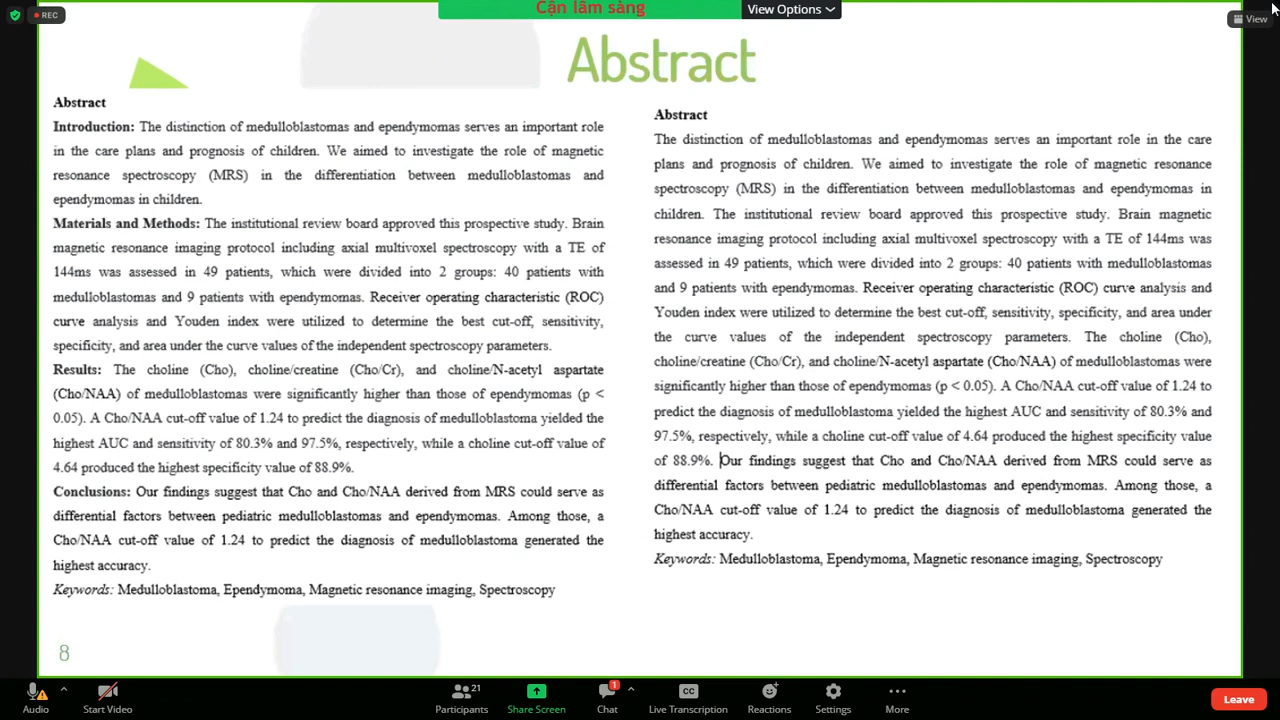 REC
Cận lâm sàng
View Options
View
Abstract
Abstract
Introduction: The distinction of medulloblastomas and ependymomas serves an important role
in the care plans and prognosis of children. We aimed to investigate the role of magnetic
resonance spectroscopy (MRS) in the differentiation between medulloblastomas and
ependymomas in children.
Materials and Methods: The institutional review board approved this prospective study. Brain
magnetic resonance imaging protocol including axial multivoxel spectroscopy with a TE of
144ms was assessed in 49 patients, which were divided into 2 groups: 40 patients with
medulloblastomas and 9 patients with ependymomas. Receiver operating characteristic (ROC)
curve analysis and Youden index were utilized to determine the best cut-off, sensitivity,
specificity, and area under the curve values of the independent spectroscopy parameters.
Results: The choline (Cho), choline/creatine (Cho/Cr), and choline/N-acetyl aspartate
(Cho/NAA) of medulloblastomas were significantly higher than those of ependymomas (p <
0.05). A Cho/NAA cut-off value of 1.24 to predict the diagnosis of medulloblastoma yielded the
highest AUC and sensitivity of 80.3% and 97.5%, respectively, while a choline cut-off value of
4.64 produced the highest specificity value of 88.9%.
Conclusions: Our findings suggest that Cho and Cho/NAA derived from MRS could serve as
differential factors between pediatric medulloblastomas and ependymomas. Among those, a
Cho/NAA cut-off value of 1.24 to predict the diagnosis of medulloblastoma generated the
highest accuracy.
Keywords: Medulloblastoma, Ependymoma, Magnetic resonance imaging, Spectroscopy
Abstract
The distinction of medulloblastomas and ependymomas serves an important role in the care
plans and prognosis of children. We aimed to investigate the role of magnetic resonance
spectroscopy (MRS) in the differentiation between medulloblastomas and ependymomas in
children. The institutional review board approved this prospective study. Brain magnetic
resonance imaging protocol including axial multivoxel spectroscopy with a TE of 144ms was
assessed in 49 patients, which were divided into 2 groups: 40 patients with medulloblastomas
and 9 patients with ependymomas. Receiver operating characteristic (ROC) curve analysis and
Youden index were utilized to determine the best cut-off, sensitivity, specificity, and area under
the curve values of the independent spectroscopy parameters. The choline (Cho),
choline/creatine (Cho/Cr), and choline/N-acetyl aspartate (Cho/NAA) of medulloblastomas were
significantly higher than those of ependymomas (p < 0.05). A Cho/NAA cut-off value of 1.24 to
predict the diagnosis of medulloblastoma yielded the highest AUC and sensitivity of 80.3% and
97.5%, respectively, while a choline cut-off value of 4.64 produced the highest specificity value
of 88.9%. Our findings suggest that Cho and Cho/NAA derived from MRS could serve as
differential factors between pediatric medulloblastomas and ependymomas. Among those, a
Cho/NAA cut-off value of 1.24 to predict the diagnosis of medulloblastoma generated the
highest accuracy.
Keywords: Medulloblastoma, Ependymoma, Magnetic resonance imaging, Spectroscopy
8
Audio
Start Video
21
Participants
Share Screen
1
Chat
CC
Live Transcription
Reactions
Settings
More
Leave